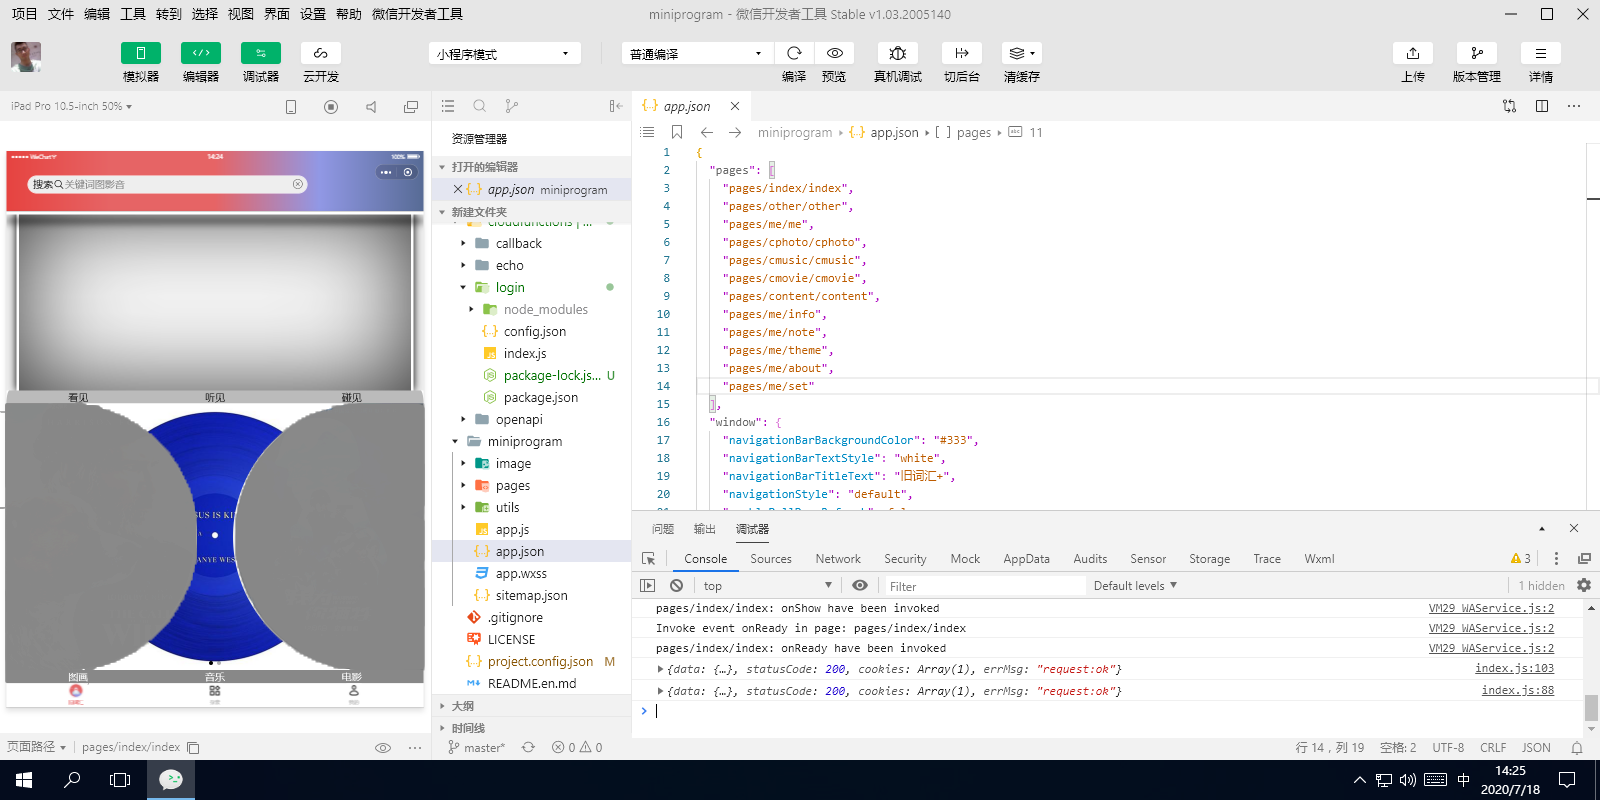 项目 文件 编辑 工具 转到 选择 视图 界面 设置 帮助 微信开发者工具
miniprogram - 微信开发者工具 Stable v1.03.2005140
模拟器 编辑器 调试器 云开发
小程序模式
普通编译
编译 预览 真机调试 切后台 清缓存
上传 版本管理 详情
iPad Pro 10.5-inch 50%
WeChat 14:24 100%
搜索 关键词图影音
看见 听见 碰见
SUS IS KI
A
ANYE WES
图画 音乐 电影
页面路径 pages/index/index
资源管理器
打开的编辑器
app.json miniprogram
新建文件夹
cloudfunctions | ...
callback
echo
login
node_modules
config.json
index.js
package-lock.js... U
package.json
openapi
miniprogram
image
pages
utils
app.js
app.json
app.wxss
sitemap.json
.gitignore
LICENSE
project.config.json M
README.en.md
大纲
时间线
master* 0 0
app.json
miniprogram app.json [ ] pages abc 11
1 {
2 "pages": [
3 "pages/index/index",
4 "pages/other/other",
5 "pages/me/me",
6 "pages/cphoto/cphoto",
7 "pages/cmusic/cmusic",
8 "pages/cmovie/cmovie",
9 "pages/content/content",
10 "pages/me/info",
11 "pages/me/note",
12 "pages/me/theme",
13 "pages/me/about",
14 "pages/me/set"
15 ],
16 "window": {
17 "navigationBarBackgroundColor": "#333",
18 "navigationBarTextStyle": "white",
19 "navigationBarTitleText": "旧词汇+",
20 "navigationStyle": "default",
问题 输出 调试器
Console Sources Network Security Mock AppData Audits Sensor Storage Trace Wxml 3
top Filter Default levels 1 hidden
pages/index/index: onShow have been invoked VM29 WAService.js:2
Invoke event onReady in page: pages/index/index VM29 WAService.js:2
pages/index/index: onReady have been invoked VM29 WAService.js:2
{data: {…}, statusCode: 200, cookies: Array(1), errMsg: "request:ok"} index.js:103
{data: {…}, statusCode: 200, cookies: Array(1), errMsg: "request:ok"} index.js:88
行 14，列 19 空格: 2 UTF-8 CRLF JSON
中 14:25
2020/7/18